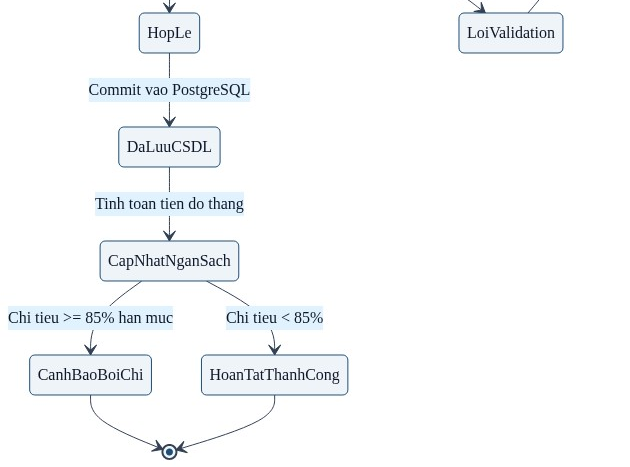 HopLe
LoiValidation
Commit vao PostgreSQL
DaLuuCSDL
Tinh toan tien do thang
CapNhatNganSach
Chi tieu >= 85% han muc
Chi tieu < 85%
CanhBaoBoiChi
HoanTatThanhCong